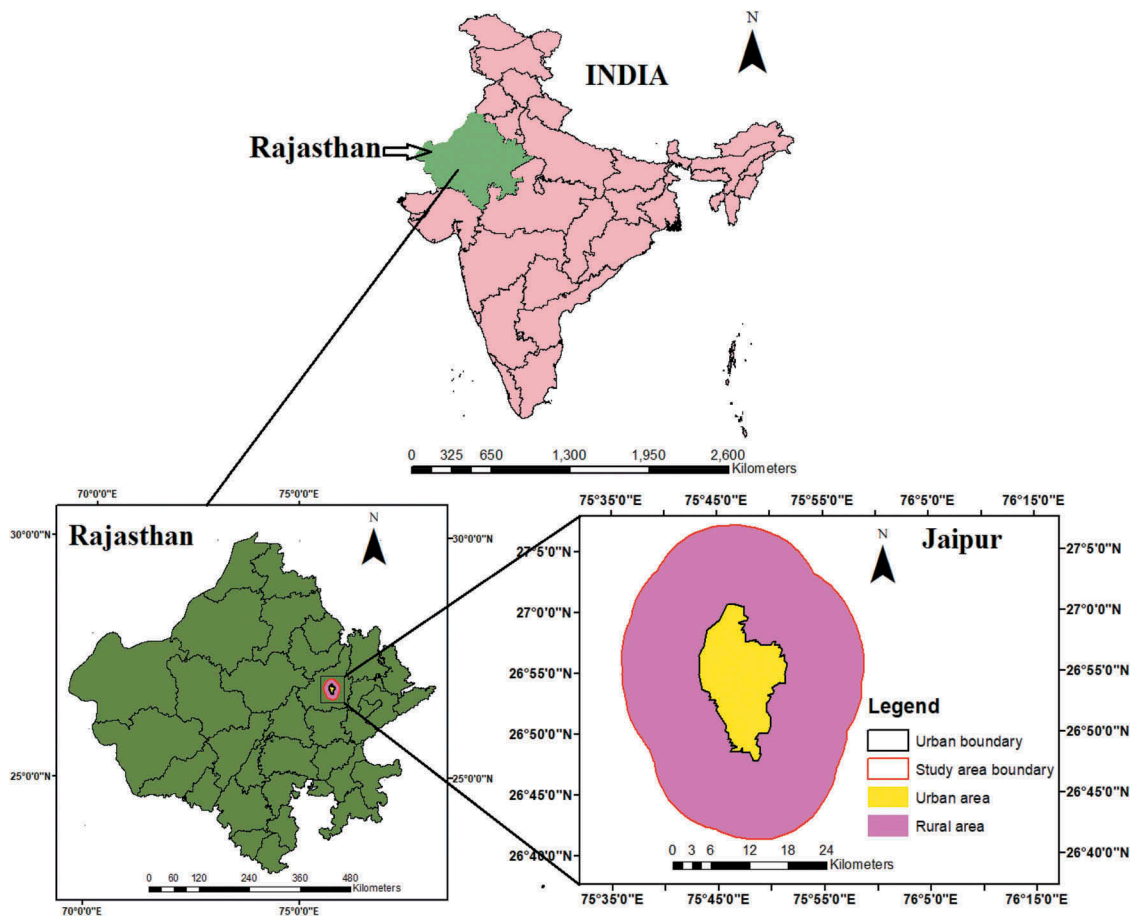 N
INDIA
Rajasthan
0 325 650 1,300 1,950 2,600
Kilometers
70°0'0"E 75°0'0"E
Rajasthan
N
30°0'0"N 30°0'0"N
25°0'0"N 25°0'0"N
0 60 120 240 360 480
Kilometers
70°0'0"E 75°0'0"E
75°35'0"E 75°45'0"E 75°55'0"E 76°5'0"E 76°15'0"E
Jaipur
N
27°5'0"N 27°5'0"N
27°0'0"N 27°0'0"N
26°55'0"N 26°55'0"N
Legend
Urban boundary
26°50'0"N 26°50'0"N
Study area boundary
26°45'0"N Urban area 26°45'0"N
Rural area
0 3 6 12 18 24
26°40'0"N Kilometers 26°40'0"N
75°35'0"E 75°45'0"E 75°55'0"E 76°5'0"E 76°15'0"E